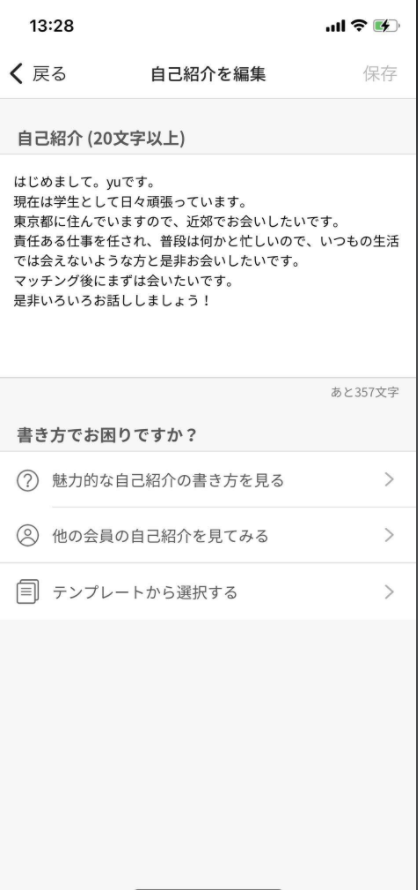 13:28
戻る
自己紹介を編集
保存
自己紹介 (20文字以上)
はじめまして。yuです。
現在は学生として日々頑張っています。
東京都に住んでいますので、近郊でお会いしたいです。
責任ある仕事を任され、普段は何かと忙しいので、いつもの生活
では会えないような方と是非お会いしたいです。
マッチング後にまずは会いたいです。
是非いろいろお話ししましょう！
あと357文字
書き方でお困りですか？
魅力的な自己紹介の書き方を見る
他の会員の自己紹介を見てみる
テンプレートから選択する